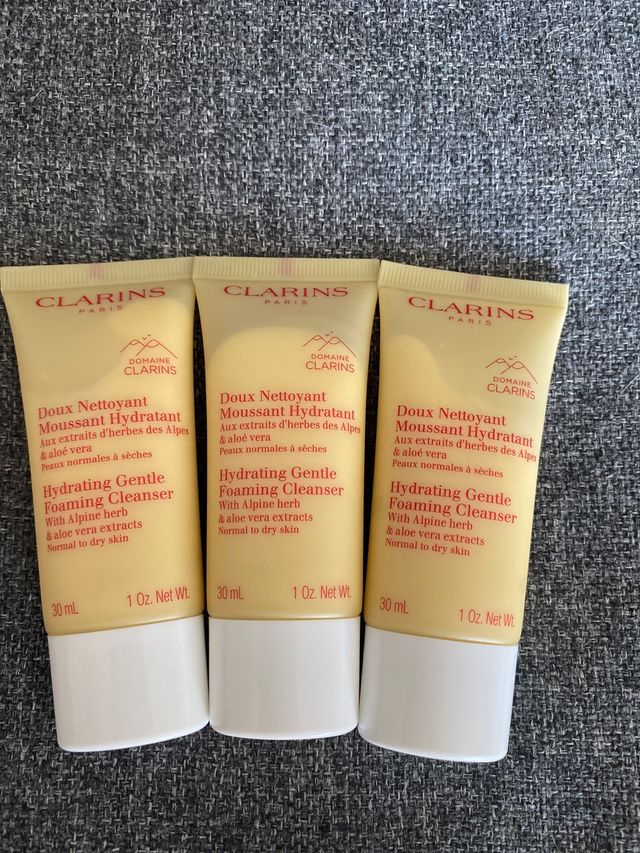 CLARINS
PARIS
DOMAINE
CLARINS
Doux Nettoyant
Moussant Hydratant
Aux extraits d'herbes des Alpes
& aloé vera
Peaux normales à sèches
Hydrating Gentle
Foaming Cleanser
With Alpine herb
& aloe vera extracts
Normal to dry skin
30 mL 1 Oz. Net Wt.
CLARINS
PARIS
DOMAINE
CLARINS
Doux Nettoyant
Moussant Hydratant
Aux extraits d'herbes des Alpes
& aloé vera
Peaux normales à sèches
Hydrating Gentle
Foaming Cleanser
With Alpine herb
& aloe vera extracts
Normal to dry skin
30 mL 1 Oz. Net Wt.
CLARINS
PARIS
DOMAINE
CLARINS
Doux Nettoyant
Moussant Hydratant
Aux extraits d'herbes des Alpes
& aloé vera
Peaux normales à sèches
Hydrating Gentle
Foaming Cleanser
With Alpine herb
& aloe vera extracts
Normal to dry skin
30 mL 1 Oz. Net Wt.